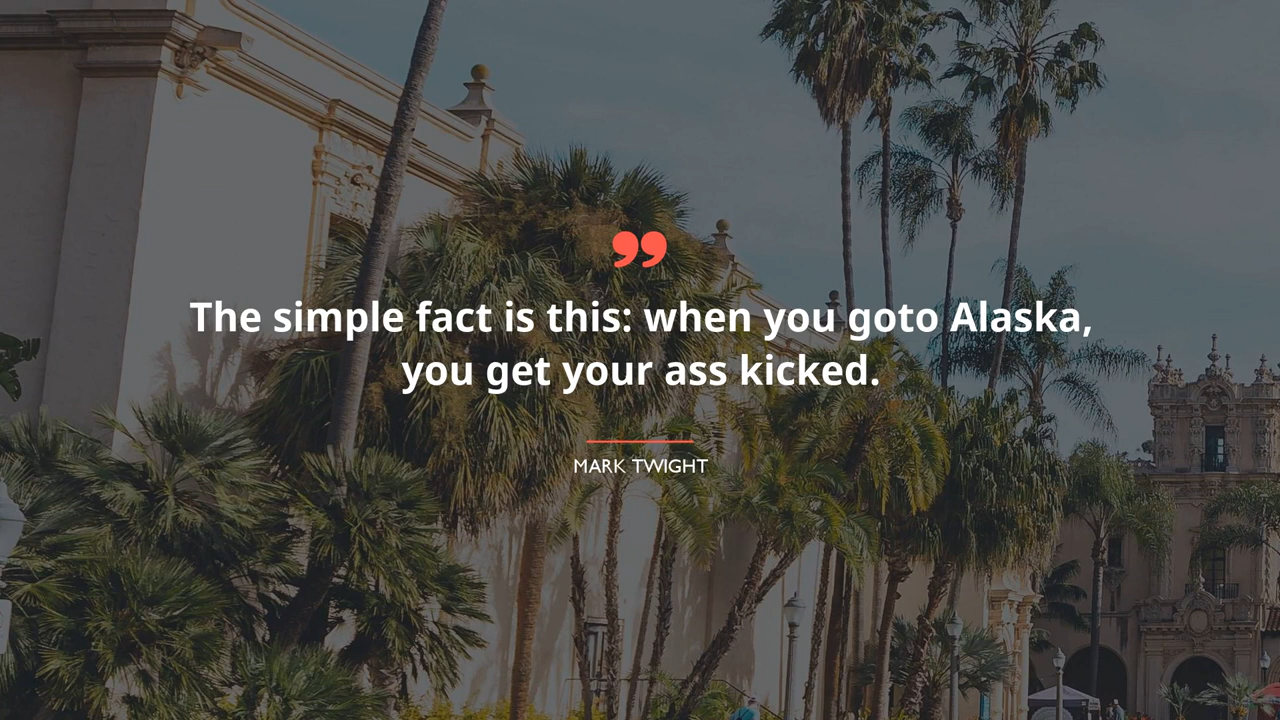 ”
The simple fact is this: when you goto Alaska,
you get your ass kicked.
MARK TWIGHT